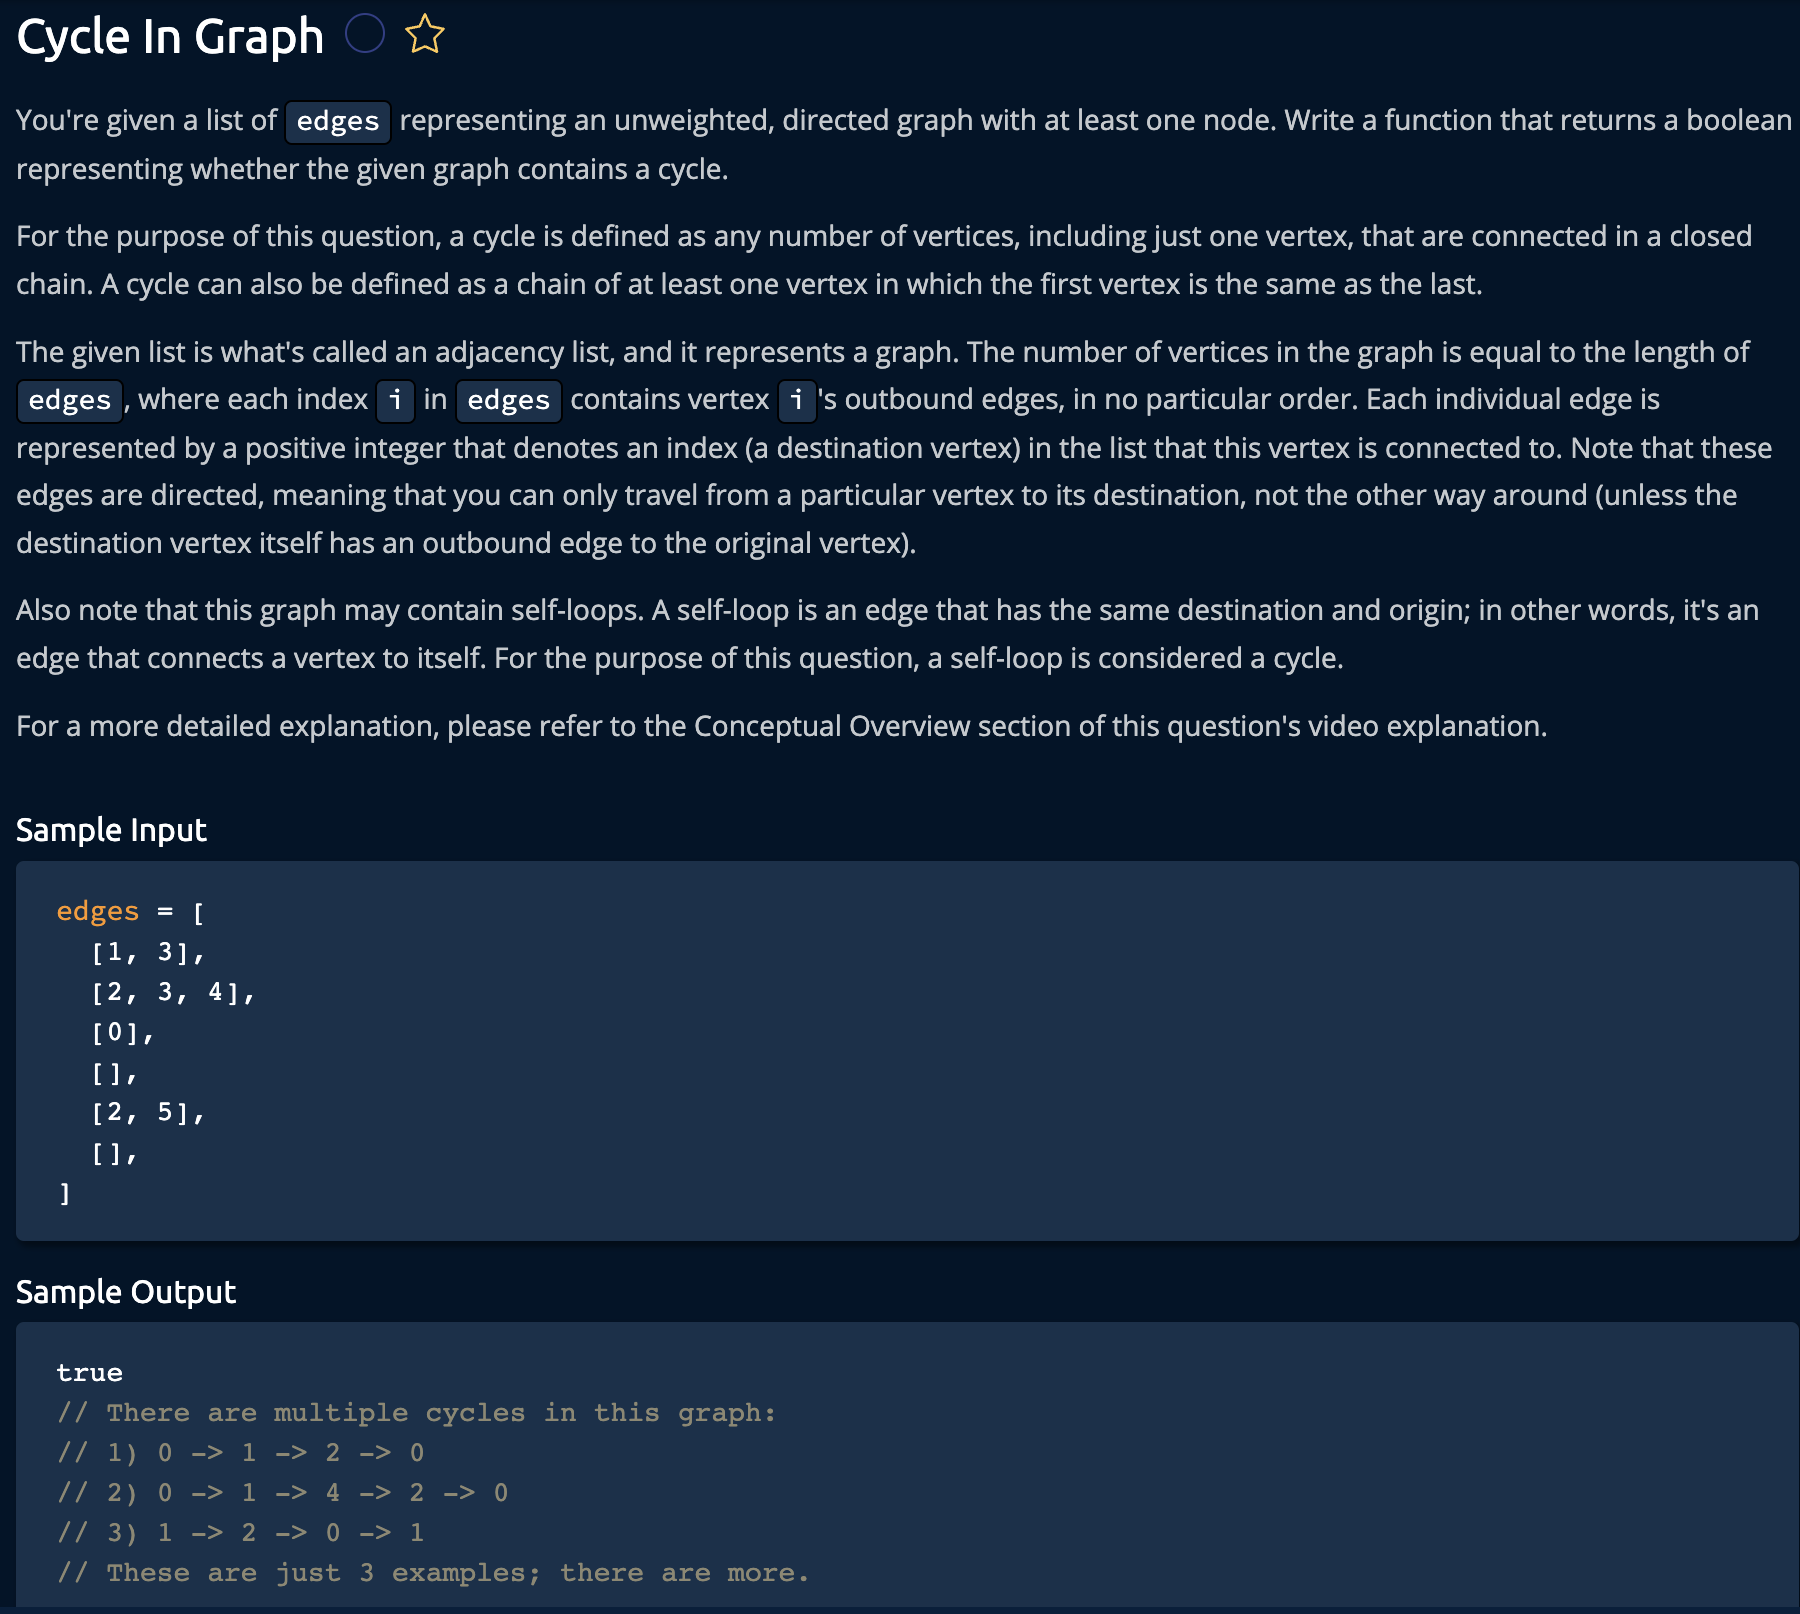 Cycle In Graph
You're given a list of edges representing an unweighted, directed graph with at least one node. Write a function that returns a boolean
representing whether the given graph contains a cycle.
For the purpose of this question, a cycle is defined as any number of vertices, including just one vertex, that are connected in a closed
chain. A cycle can also be defined as a chain of at least one vertex in which the first vertex is the same as the last.
The given list is what's called an adjacency list, and it represents a graph. The number of vertices in the graph is equal to the length of
edges, where each index i in edges contains vertex i's outbound edges, in no particular order. Each individual edge is
represented by a positive integer that denotes an index (a destination vertex) in the list that this vertex is connected to. Note that these
edges are directed, meaning that you can only travel from a particular vertex to its destination, not the other way around (unless the
destination vertex itself has an outbound edge to the original vertex).
Also note that this graph may contain self-loops. A self-loop is an edge that has the same destination and origin; in other words, it's an
edge that connects a vertex to itself. For the purpose of this question, a self-loop is considered a cycle.
For a more detailed explanation, please refer to the Conceptual Overview section of this question's video explanation.
Sample Input
edges = [
[1, 3],
[2, 3, 4],
[0],
[],
[2, 5],
[],
]
Sample Output
true
// There are multiple cycles in this graph:
// 1) 0 -> 1 -> 2 -> 0
// 2) 0 -> 1 -> 4 -> 2 -> 0
// 3) 1 -> 2 -> 0 -> 1
// These are just 3 examples; there are more.